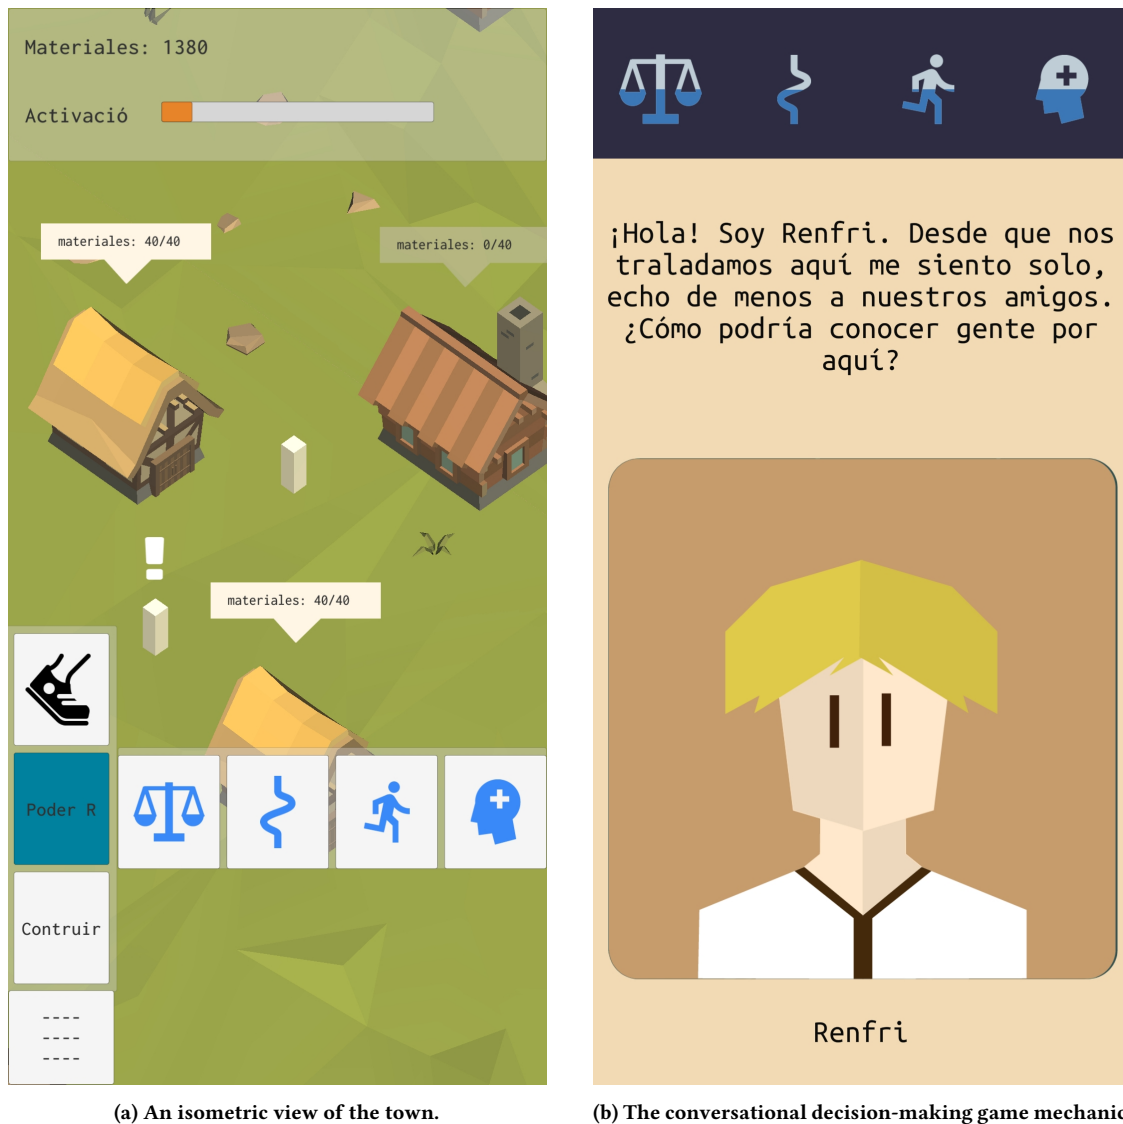 Materiales: 1380
Activació
materiales: 40/40
materiales: 0/40
materiales: 40/40
Poder R
Contruir
----
----
----
(a) An isometric view of the town.
¡Hola! Soy Renfri. Desde que nos
traladamos aquí me siento solo,
echo de menos a nuestros amigos.
¿Cómo podría conocer gente por
aquí?
Renfri
(b) The conversational decision-making game mechanic